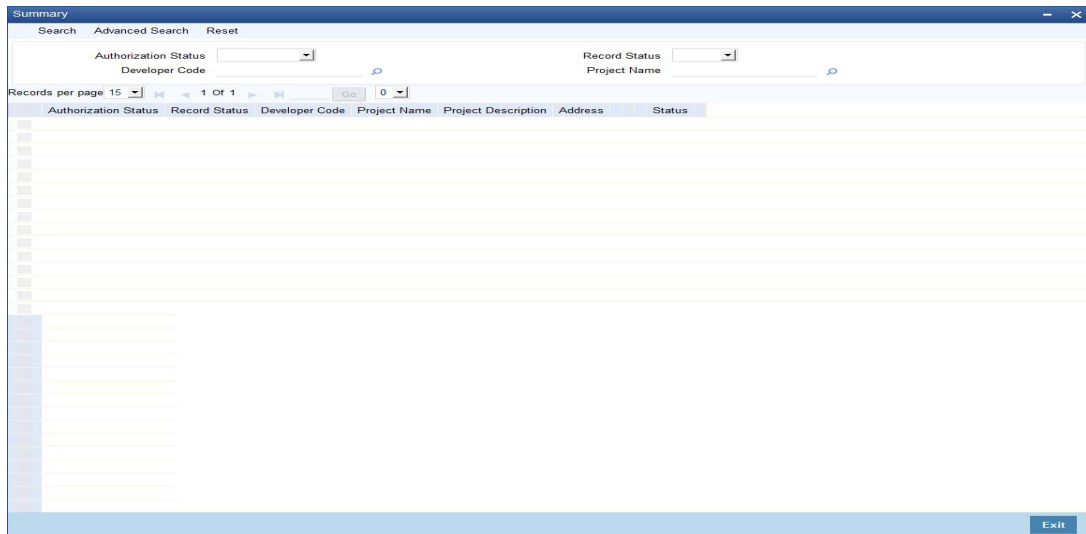 Summary
Search Advanced Search Reset
Authorization Status Record Status
Developer Code Project Name
Records per page 15 1 Of 1 Go 0
Authorization Status Record Status Developer Code Project Name Project Description Address Status
Exit